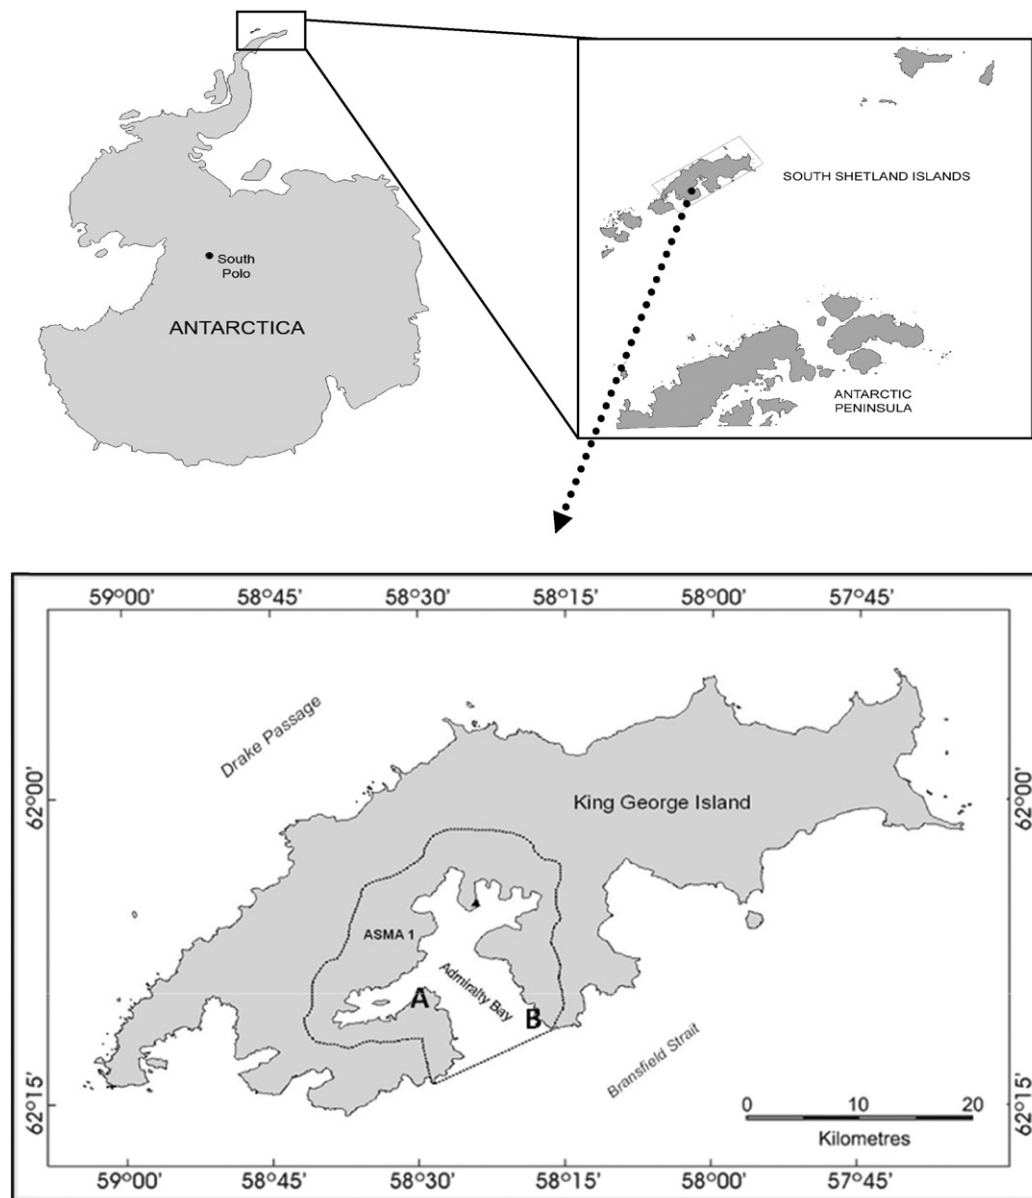 South
Polo
ANTARCTICA
SOUTH SHETLAND ISLANDS
ANTARCTIC
PENINSULA
59°00' 58°45' 58°30' 58°15' 58°00' 57°45'
Drake Passage
62°00'
King George Island
62°00'
ASMA 1
Admiralty Bay
A
B
Bransfield Strait
62°15'
62°15'
0 10 20
Kilometres
59°00' 58°45' 58°30' 58°15' 58°00' 57°45'